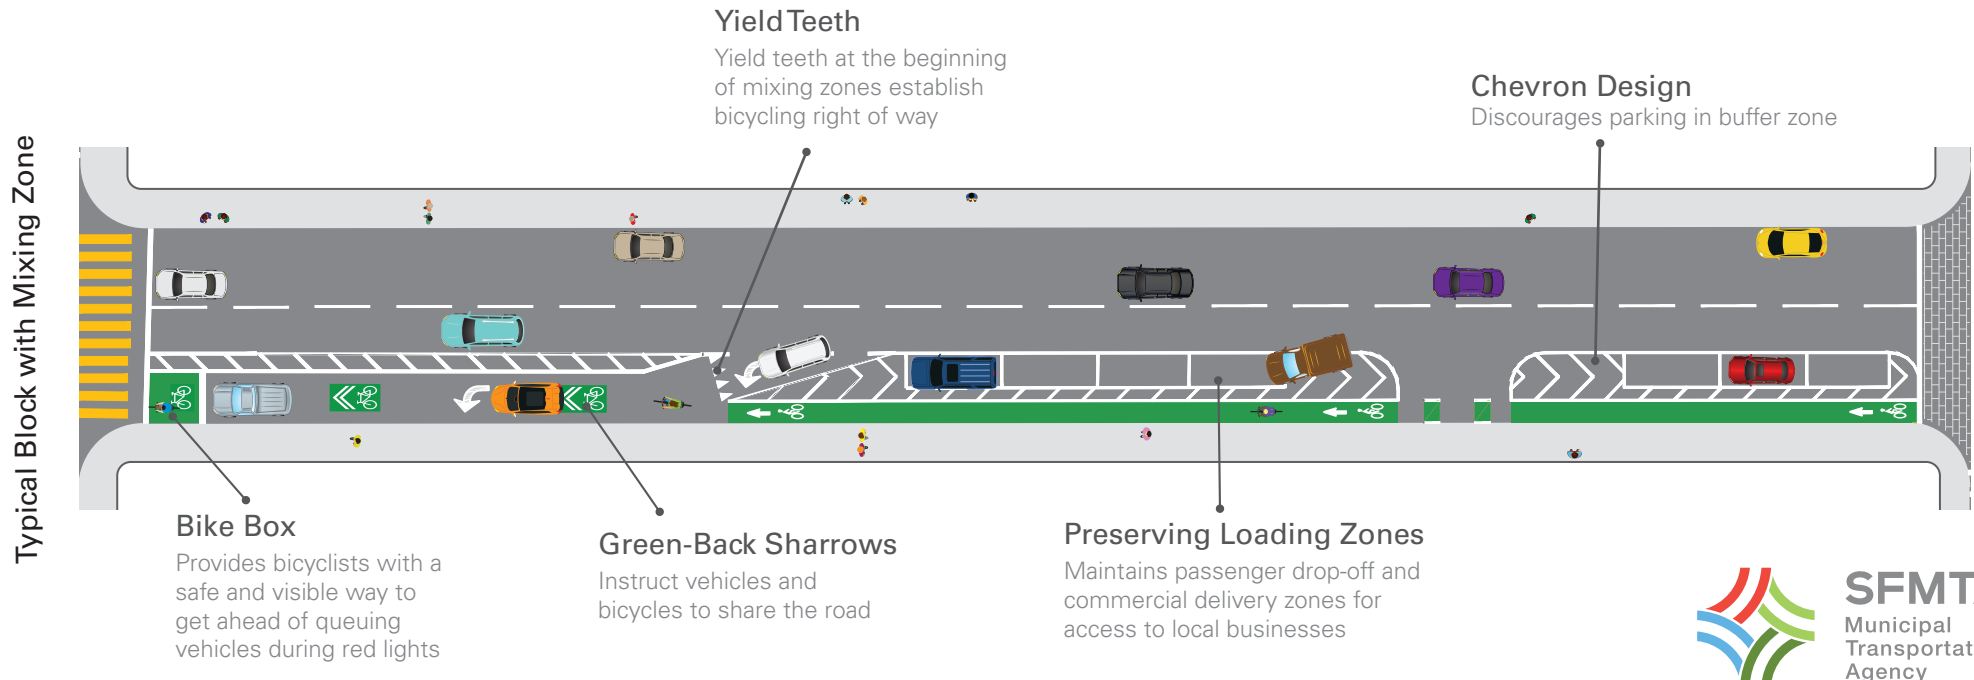 Typical Block with Mixing Zone
Yield Teeth
Yield teeth at the beginning
of mixing zones establish
bicycling right of way
Chevron Design
Discourages parking in buffer zone
Bike Box
Provides bicyclists with a
safe and visible way to
get ahead of queuing
vehicles during red lights
Green-Back Sharrows
Instruct vehicles and
bicycles to share the road
Preserving Loading Zones
Maintains passenger drop-off and
commercial delivery zones for
access to local businesses
SFMT
Municipal
Transportat
Agency